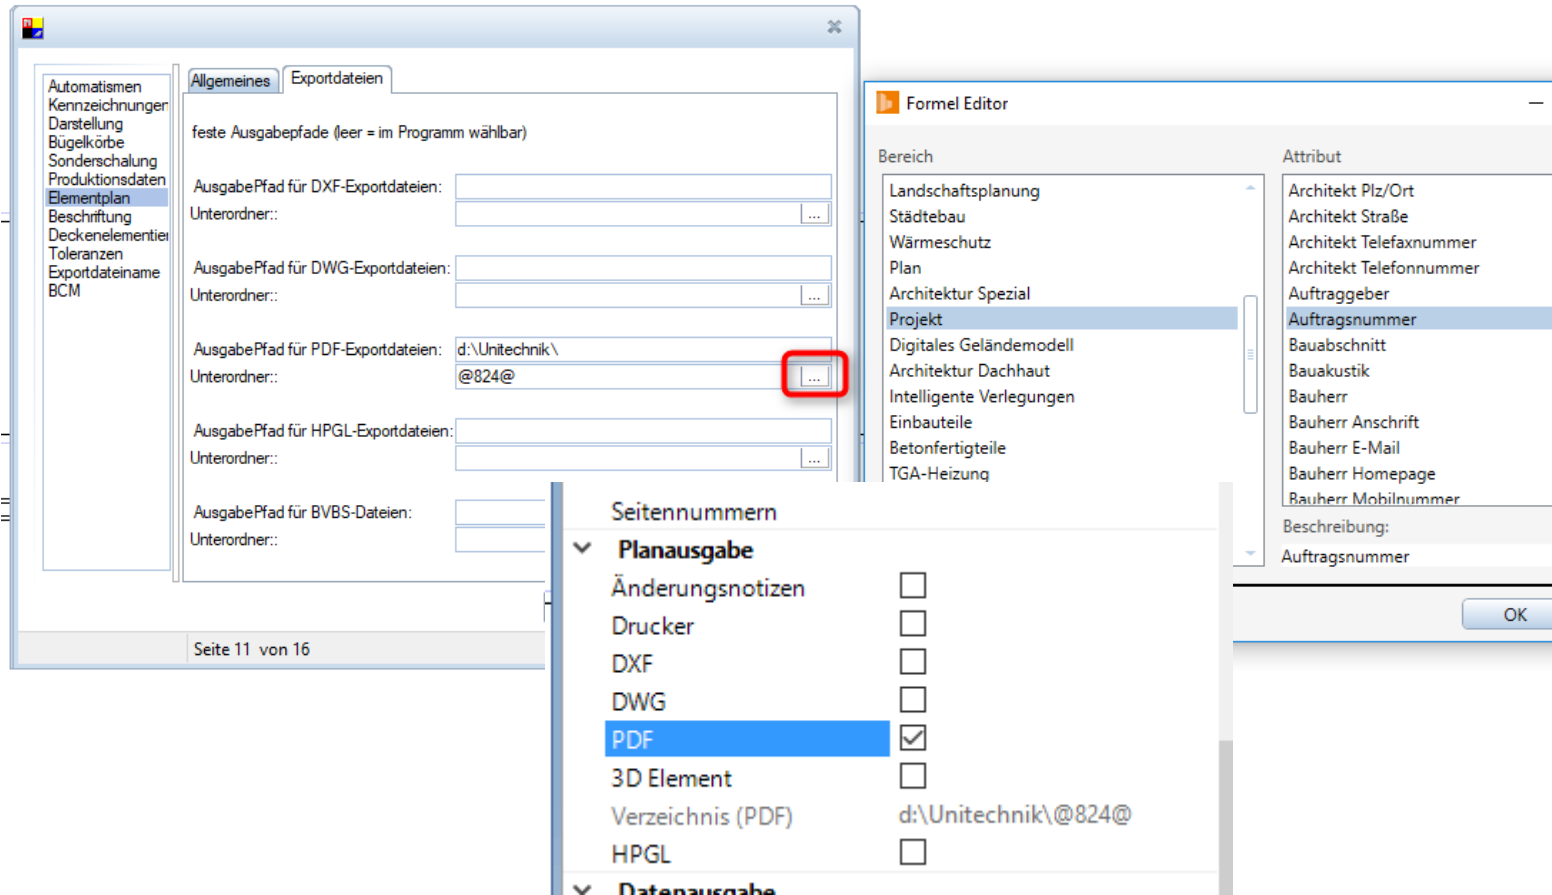 Automatismen
Kennzeichnunger
Darstellung
Bügelkörbe
Sonderschalung
Produktionsdaten
Elementplan
Beschriftung
Deckenelementier
Toleranzen
Exportdateiname
BCM
Allgemeines
Exportdateien
feste Ausgabepfade (leer = im Programm wählbar)
AusgabePfad für DXF-Exportdateien:
Unterordner::
...
AusgabePfad für DWG-Exportdateien:
Unterordner::
...
AusgabePfad für PDF-Exportdateien: d:\Unitechnik\
Unterordner:: @824@
...
AusgabePfad für HPGL-Exportdateien:
Unterordner::
...
AusgabePfad für BVBS-Dateien:
Unterordner::
Seite 11 von 16
Formel Editor
Bereich
Landschaftsplanung
Städtebau
Wärmeschutz
Plan
Architektur Spezial
Projekt
Digitales Geländemodell
Architektur Dachhaut
Intelligente Verlegungen
Einbauteile
Betonfertigteile
TGA-Heizung
Attribut
Architekt Plz/Ort
Architekt Straße
Architekt Telefaxnummer
Architekt Telefonnummer
Auftraggeber
Auftragsnummer
Bauabschnitt
Bauakustik
Bauherr
Bauherr Anschrift
Bauherr E-Mail
Bauherr Homepage
Bauherr Mobilnummer
Beschreibung:
Auftragsnummer
OK
Seitennummern
Planausgabe
Änderungsnotizen
Drucker
DXF
DWG
PDF
3D Element
Verzeichnis (PDF) d:\Unitechnik\@824@
HPGL
Datenausgabe